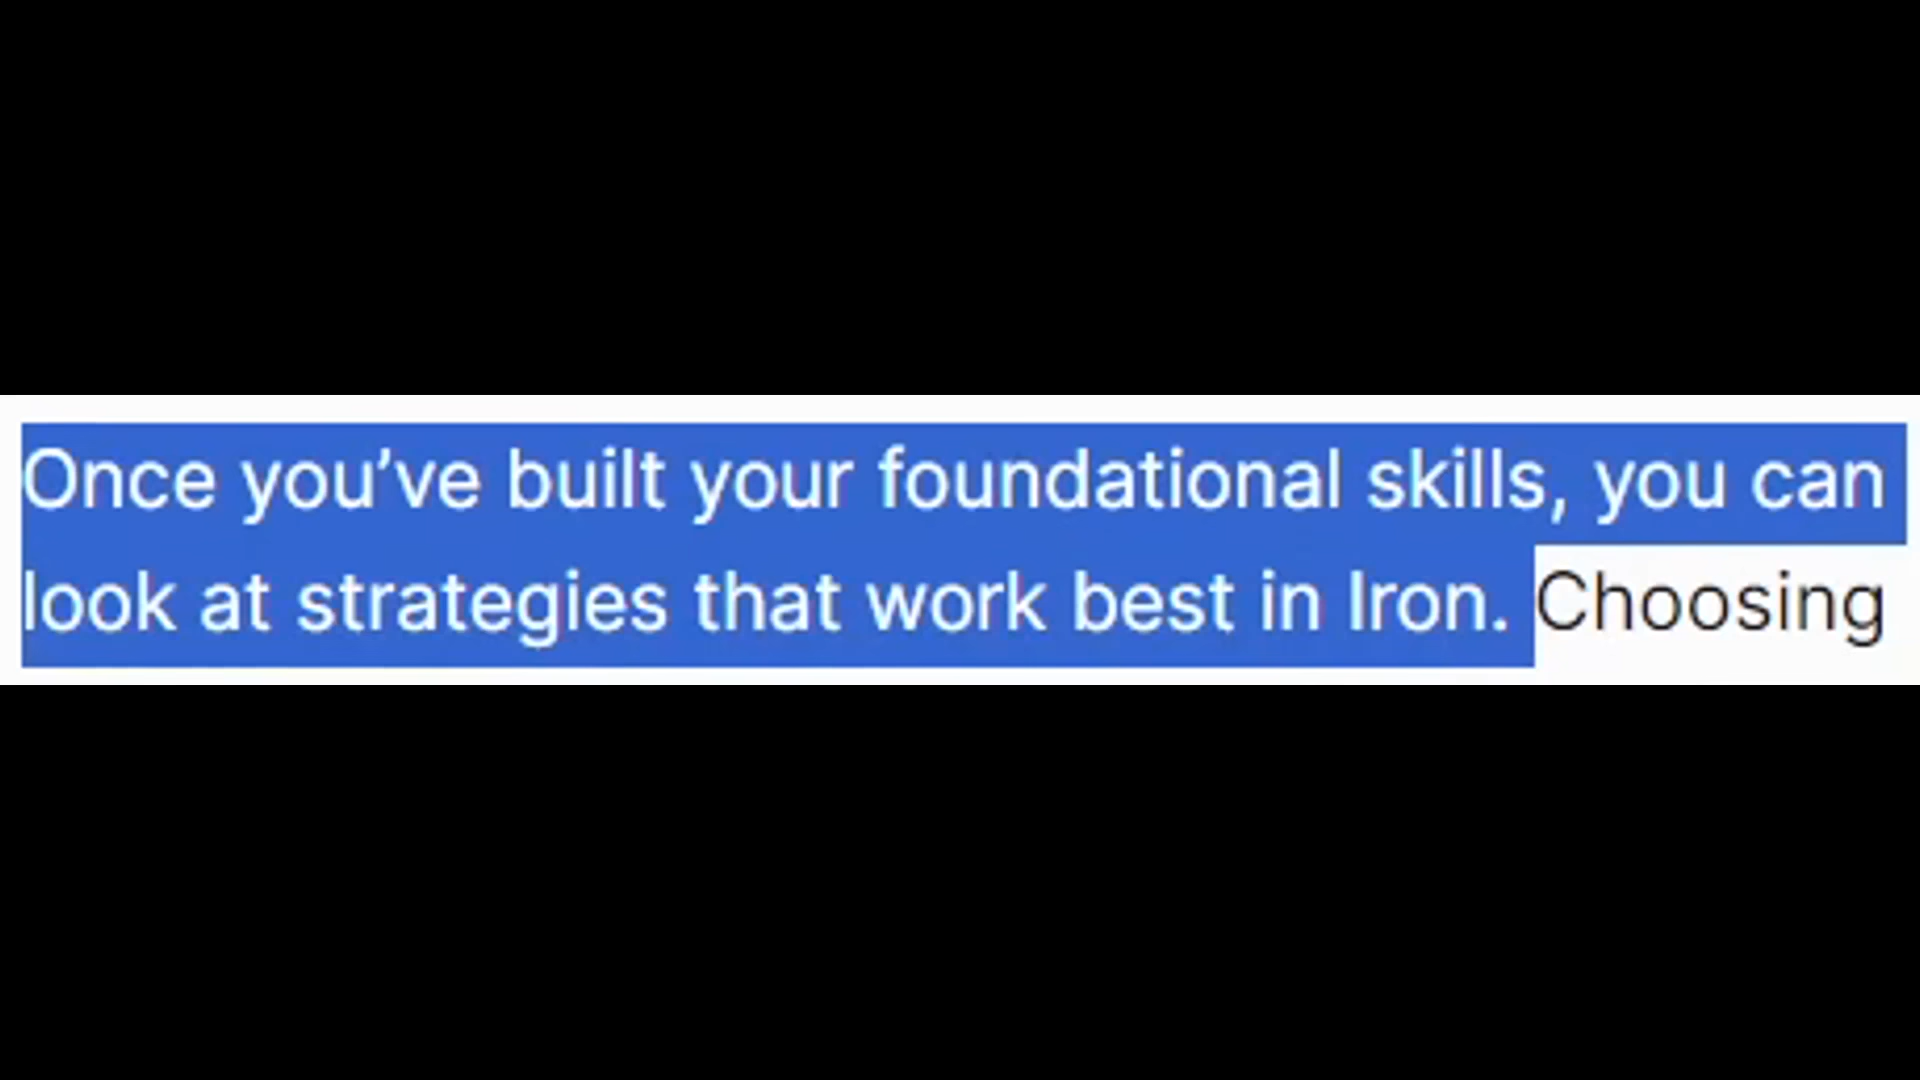 Once you’ve built your foundational skills, you can
look at strategies that work best in Iron. Choosing